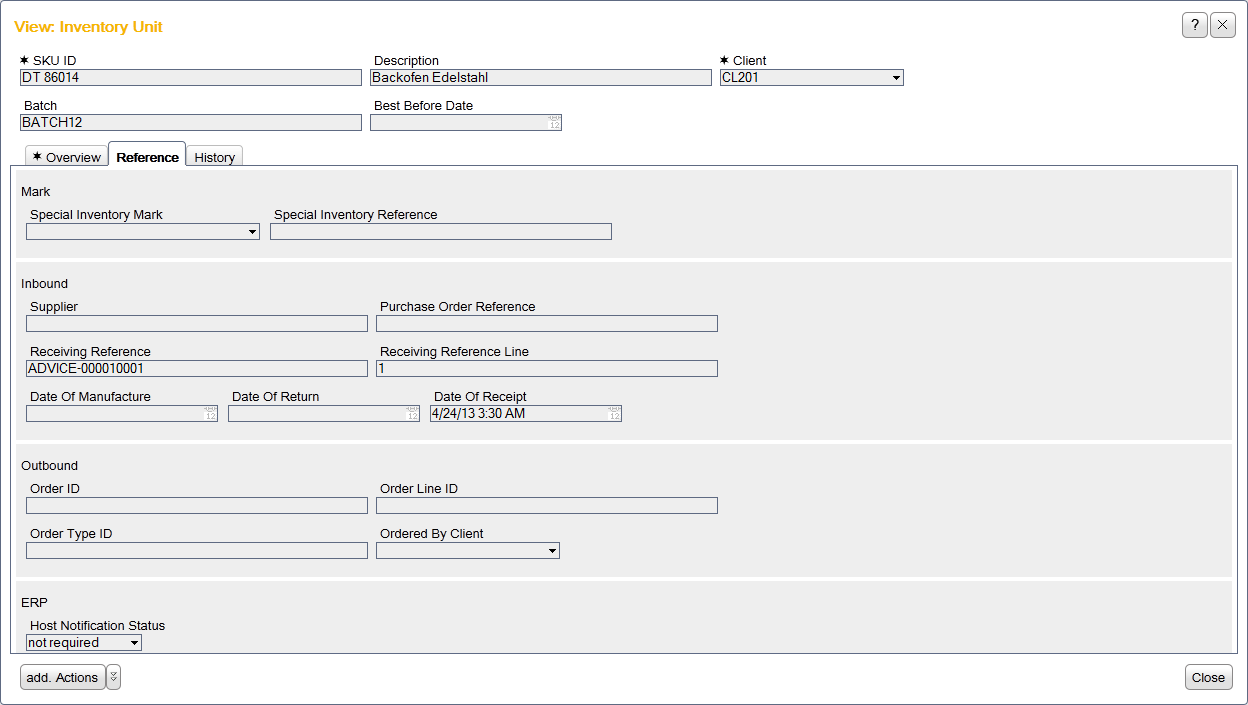 View: Inventory Unit
?
✶ SKU ID Description ✶ Client
DT 86014 Backofen Edelstahl CL201
Batch Best Before Date
BATCH12 12
✶ Overview Reference History
Mark
Special Inventory Mark Special Inventory Reference
Inbound
Supplier Purchase Order Reference
Receiving Reference Receiving Reference Line
ADVICE-000010001 1
Date Of Manufacture Date Of Return Date Of Receipt
12 12 4/24/13 3:30 AM 12
Outbound
Order ID Order Line ID
Order Type ID Ordered By Client
ERP
Host Notification Status
not required
add. Actions Close